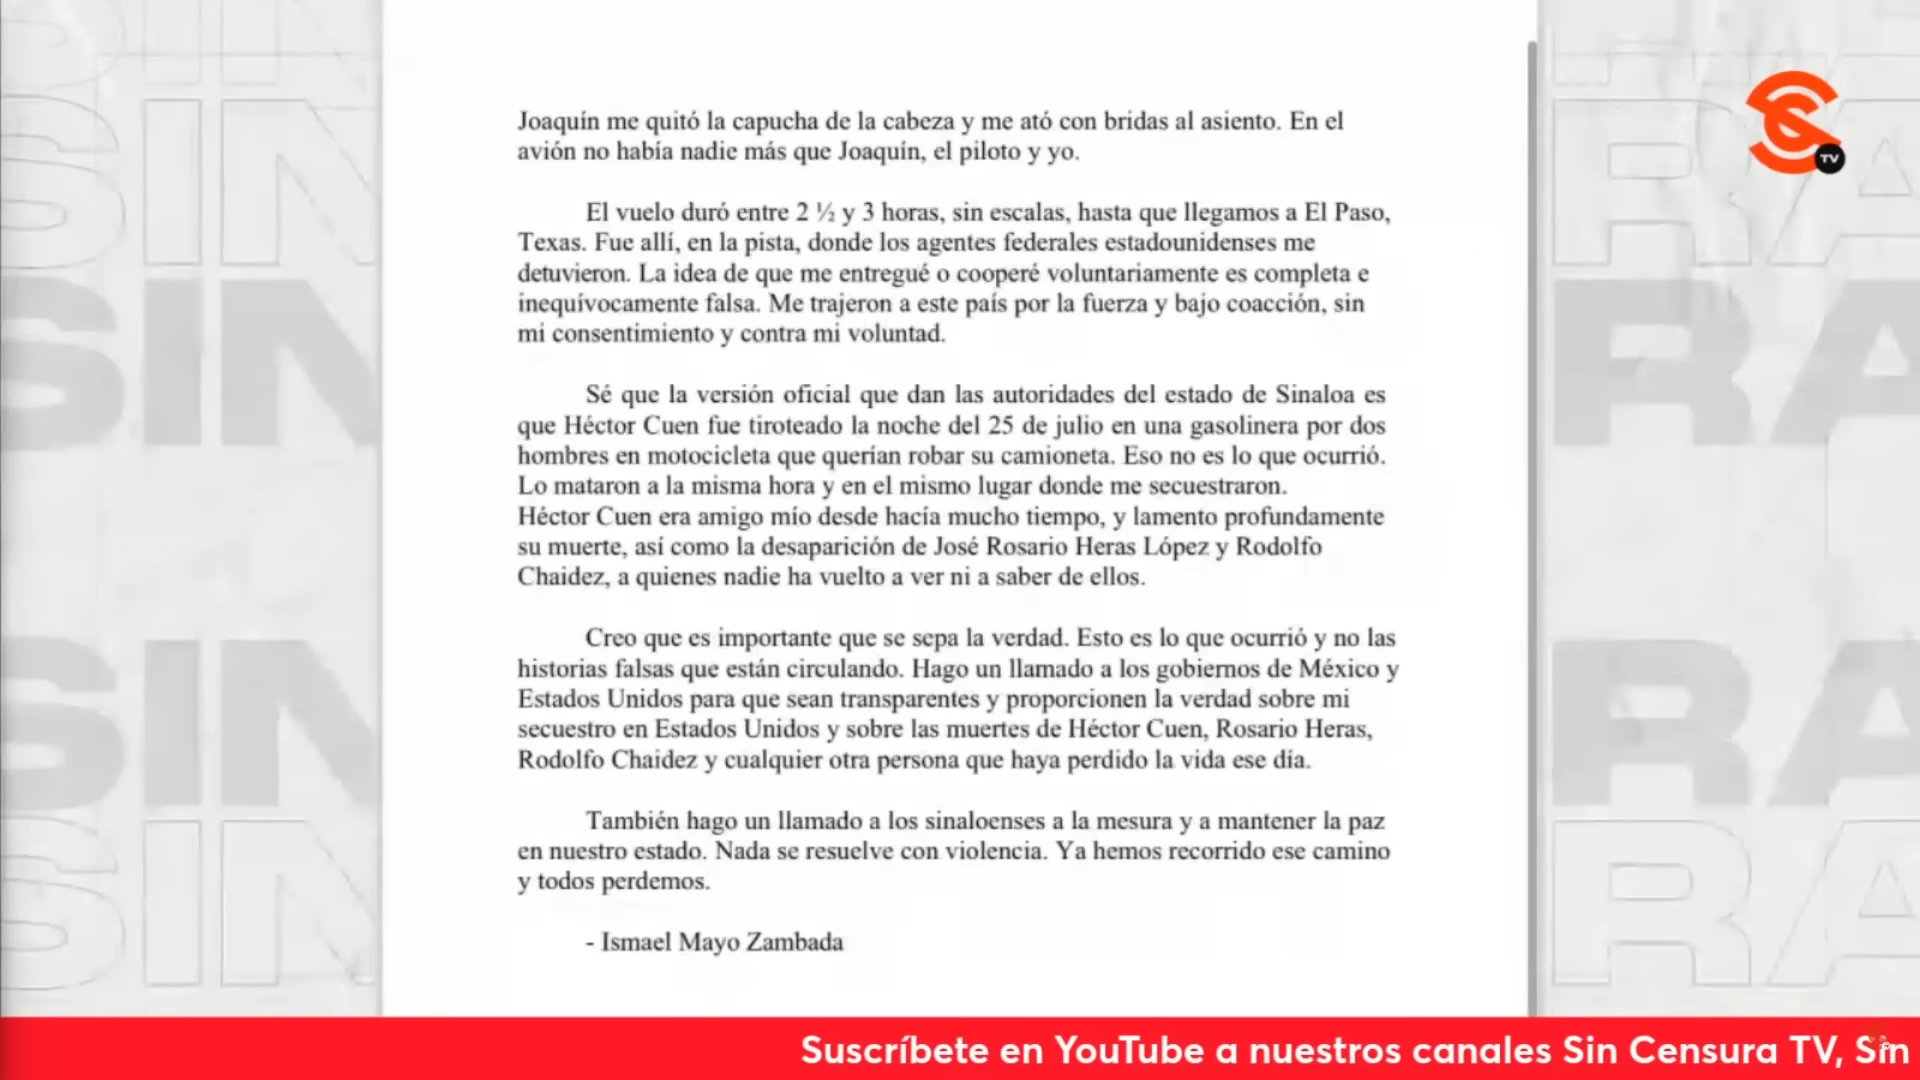 Joaquín me quitó la capucha de la cabeza y me ató con bridas al asiento. En el
avión no había nadie más que Joaquín, el piloto y yo.
El vuelo duró entre 2 ½ y 3 horas, sin escalas, hasta que llegamos a El Paso,
Texas. Fue allí, en la pista, donde los agentes federales estadounidenses me
detuvieron. La idea de que me entregué o cooperé voluntariamente es completa e
inequívocamente falsa. Me trajeron a este país por la fuerza y bajo coacción, sin
mi consentimiento y contra mi voluntad.
Sé que la versión oficial que dan las autoridades del estado de Sinaloa es
que Héctor Cuen fue tiroteado la noche del 25 de julio en una gasolinera por dos
hombres en motocicleta que querían robar su camioneta. Eso no es lo que ocurrió.
Lo mataron a la misma hora y en el mismo lugar donde me secuestraron.
Héctor Cuen era amigo mío desde hacía mucho tiempo, y lamento profundamente
su muerte, así como la desaparición de José Rosario Heras López y Rodolfo
Chaidez, a quienes nadie ha vuelto a ver ni a saber de ellos.
Creo que es importante que se sepa la verdad. Esto es lo que ocurrió y no las
historias falsas que están circulando. Hago un llamado a los gobiernos de México y
Estados Unidos para que sean transparentes y proporcionen la verdad sobre mi
secuestro en Estados Unidos y sobre las muertes de Héctor Cuen, Rosario Heras,
Rodolfo Chaidez y cualquier otra persona que haya perdido la vida ese día.
También hago un llamado a los sinaloenses a la mesura y a mantener la paz
en nuestro estado. Nada se resuelve con violencia. Ya hemos recorrido ese camino
y todos perdemos.
- Ismael Mayo Zambada
TV
SIN
SIN
SIN
SIN
RA
RA
RA
RA
Suscríbete en YouTube a nuestros canales Sin Censura TV, Sin